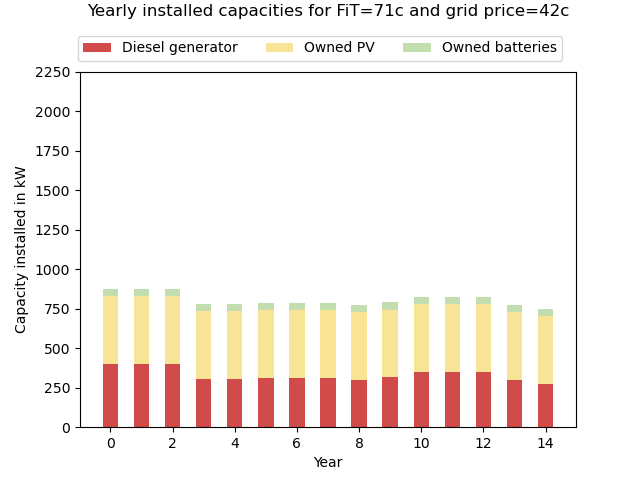 Yearly installed capacities for FiT=71c and grid price=42c
Diesel generator Owned PV Owned batteries
2250
2000
1750
1500
1250
1000
750
500
250
0
Capacity installed in kW
0 2 4 6 8 10 12 14
Year